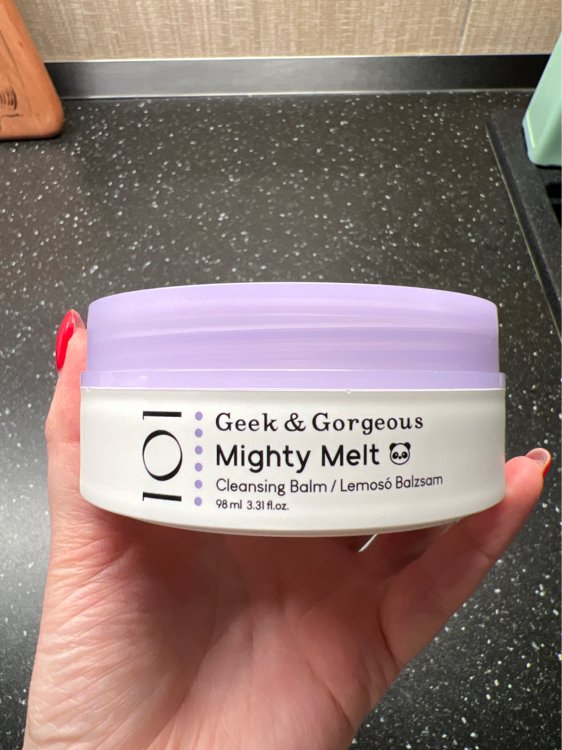 101
Geek & Gorgeous
Mighty Melt
Cleansing Balm / Lemosó Balzsam
98 ml 3.31 fl.oz.